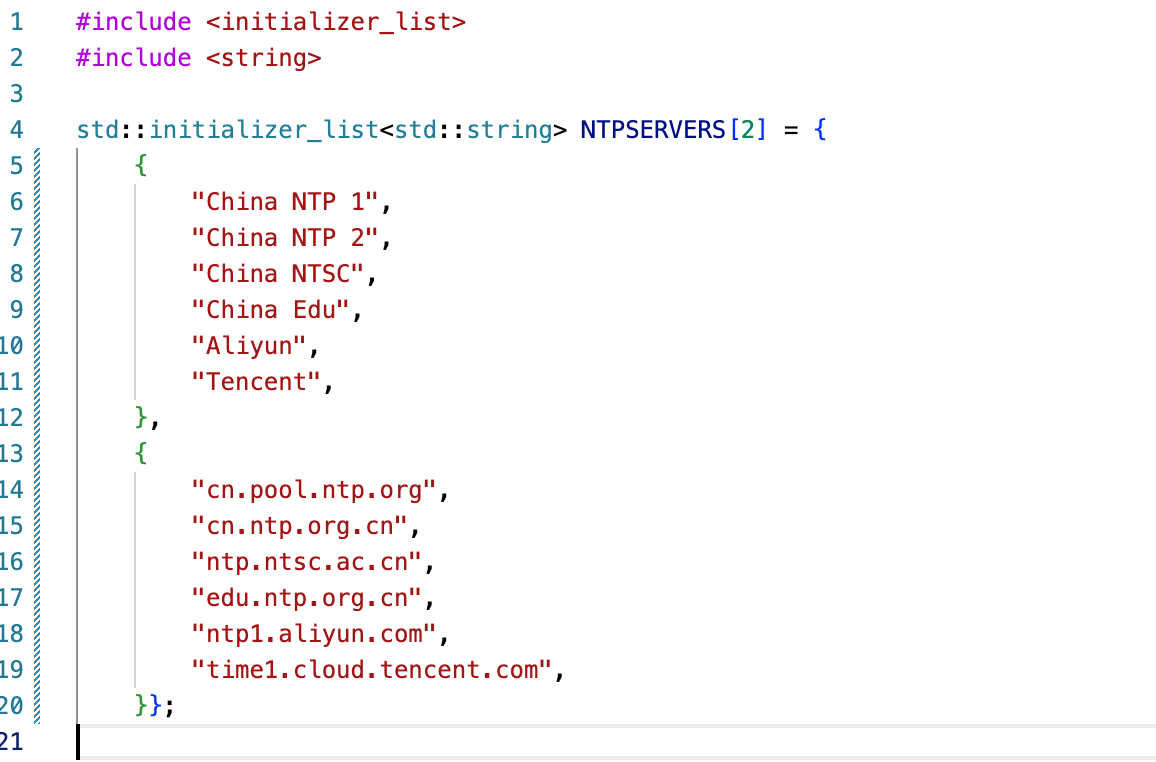 1 #include <initializer_list>
2 #include <string>
3
4 std::initializer_list<std::string> NTPSERVERS[2] = {
5     {
6         "China NTP 1",
7         "China NTP 2",
8         "China NTSC",
9         "China Edu",
10         "Aliyun",
11         "Tencent",
12     },
13     {
14         "cn.pool.ntp.org",
15         "cn.ntp.org.cn",
16         "ntp.ntsc.ac.cn",
17         "edu.ntp.org.cn",
18         "ntp1.aliyun.com",
19         "time1.cloud.tencent.com",
20     }};
21